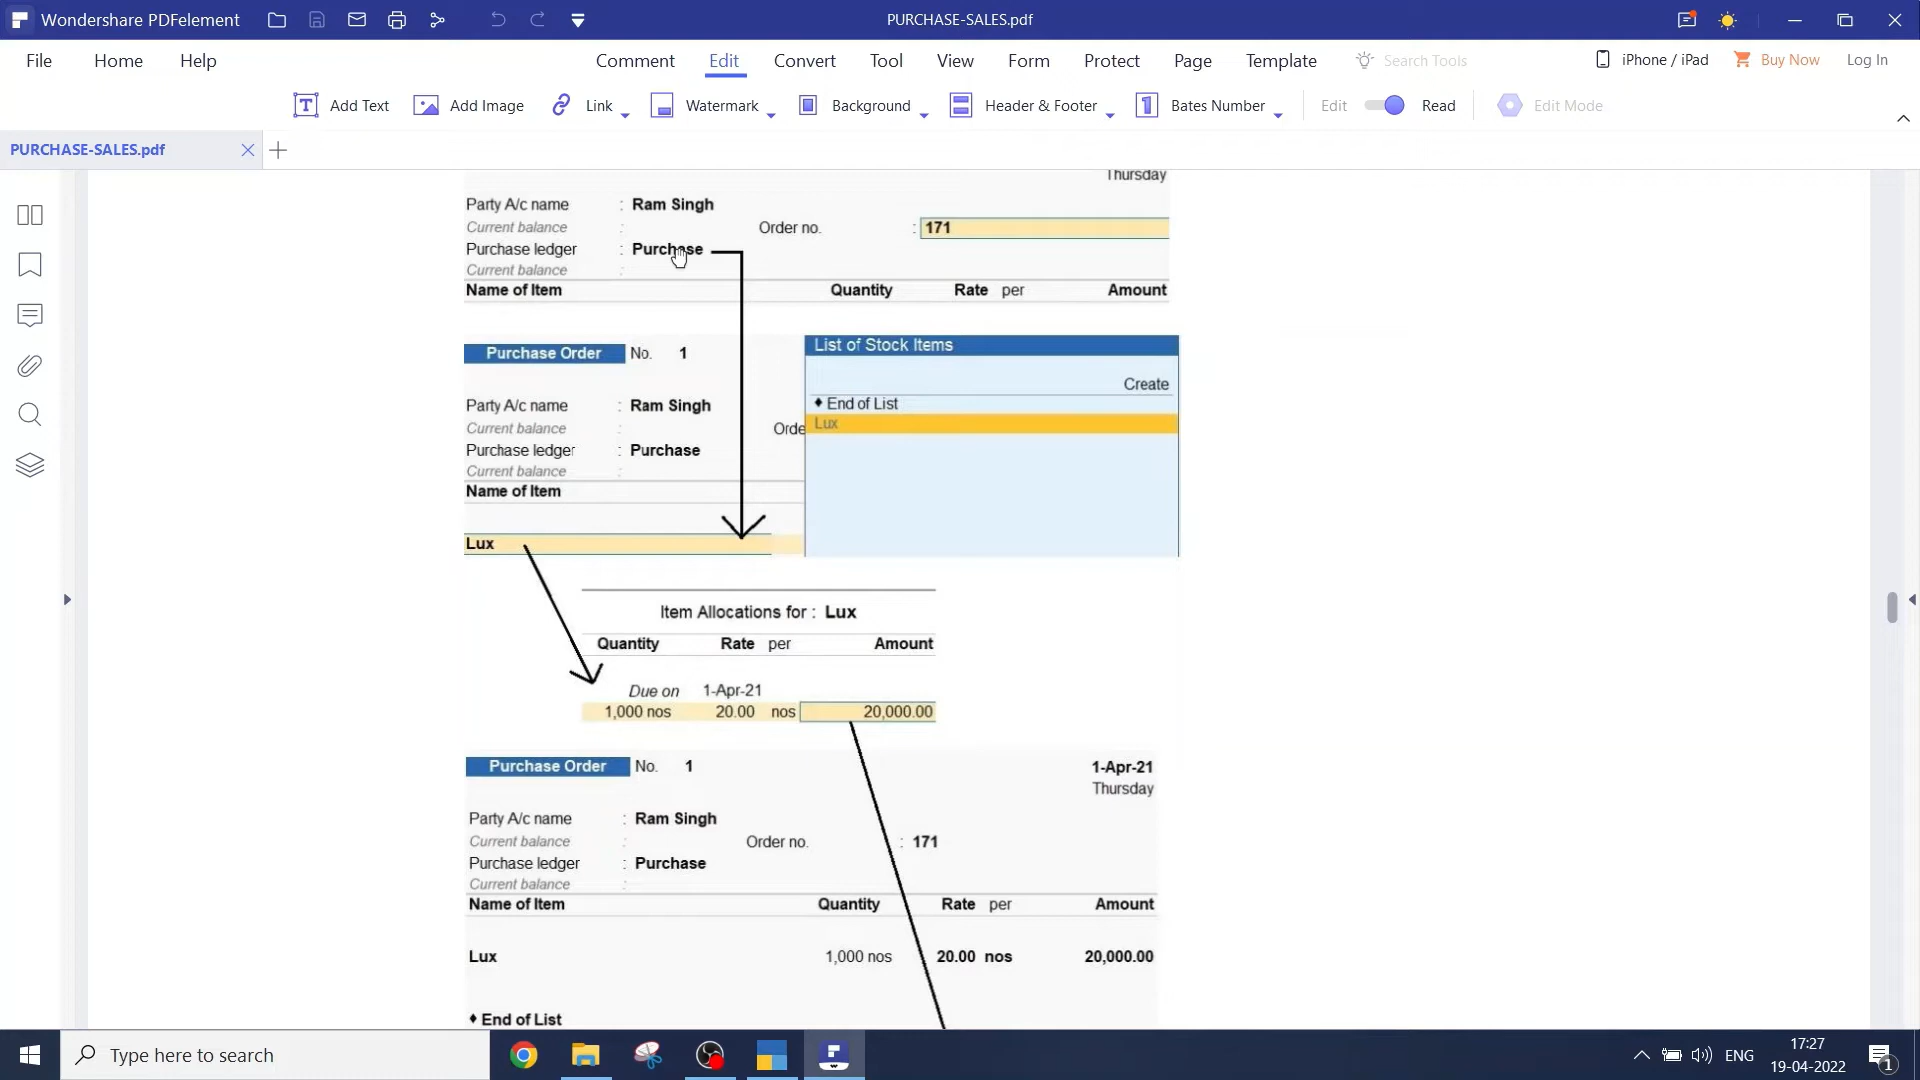 Wondershare PDFelement
PURCHASE-SALES.pdf
File Home Help Comment Edit Convert Tool View Form Protect Page Template Search Tools iPhone / iPad Buy Now Log In
Add Text Add Image Link Watermark Background Header & Footer Bates Number Edit Read Edit Mode
PURCHASE-SALES.pdf
Thursday
Party A/c name : Ram Singh
Current balance : Order no. : 171
Purchase ledger : Purchase
Current balance :
Name of Item Quantity Rate per Amount
Purchase Order No. 1
List of Stock Items
Create
Party A/c name : Ram Singh
♦ End of List
Current balance : Orde
Lux
Purchase ledger : Purchase
Current balance :
Name of Item
Lux
Item Allocations for : Lux
Quantity Rate per Amount
Due on 1-Apr-21
1,000 nos 20.00 nos 20,000.00
Purchase Order No. 1 1-Apr-21
Thursday
Party A/c name : Ram Singh
Current balance : Order no. : 171
Purchase ledger : Purchase
Current balance :
Name of Item Quantity Rate per Amount
Lux 1,000 nos 20.00 nos 20,000.00
♦ End of List
Type here to search
ENG
17:27
19-04-2022
1